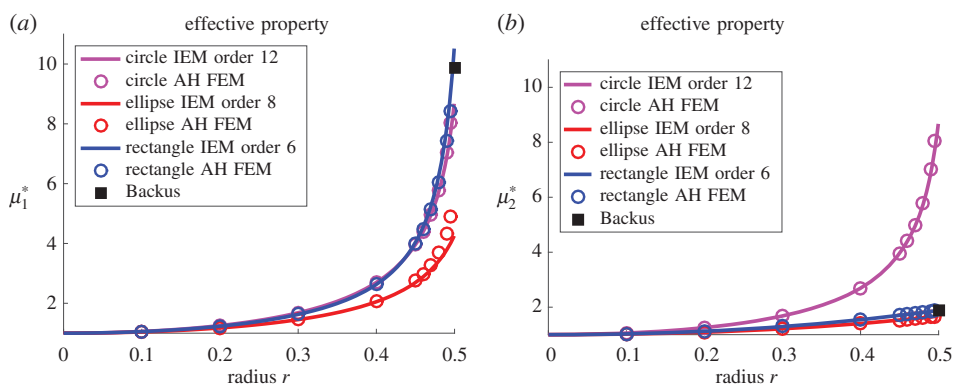 (a) effective property
10
8
6
4
2
μ₁*
circle IEM order 12
circle AH FEM
ellipse IEM order 8
ellipse AH FEM
rectangle IEM order 6
rectangle AH FEM
Backus
0 0.1 0.2 0.3 0.4 0.5
radius r
(b) effective property
10
8
6
4
2
μ₂*
circle IEM order 12
circle AH FEM
ellipse IEM order 8
ellipse AH FEM
rectangle IEM order 6
rectangle AH FEM
Backus
0 0.1 0.2 0.3 0.4 0.5
radius r